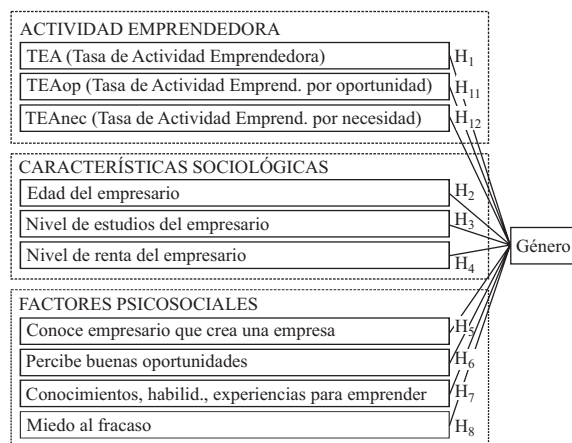 ACTIVIDAD EMPRENDEDORA
TEA (Tasa de Actividad Emprendedora) H1
TEAop (Tasa de Actividad Emprend. por oportunidad) H11
TEAnec (Tasa de Actividad Emprend. por necesidad) H12
CARACTERÍSTÍCAS SOCIOLÓGICAS
Edad del empresario H2
Nivel de estudios del empresario H3
Género
Nivel de renta del empresario H4
FACTORES PSICOSOCIALES
Conoce empresario que crea una empresa H5
Percibe buenas oportunidades H6
Conocimientos, habilid., experiencias para emprender H7
Miedo al fracaso H8